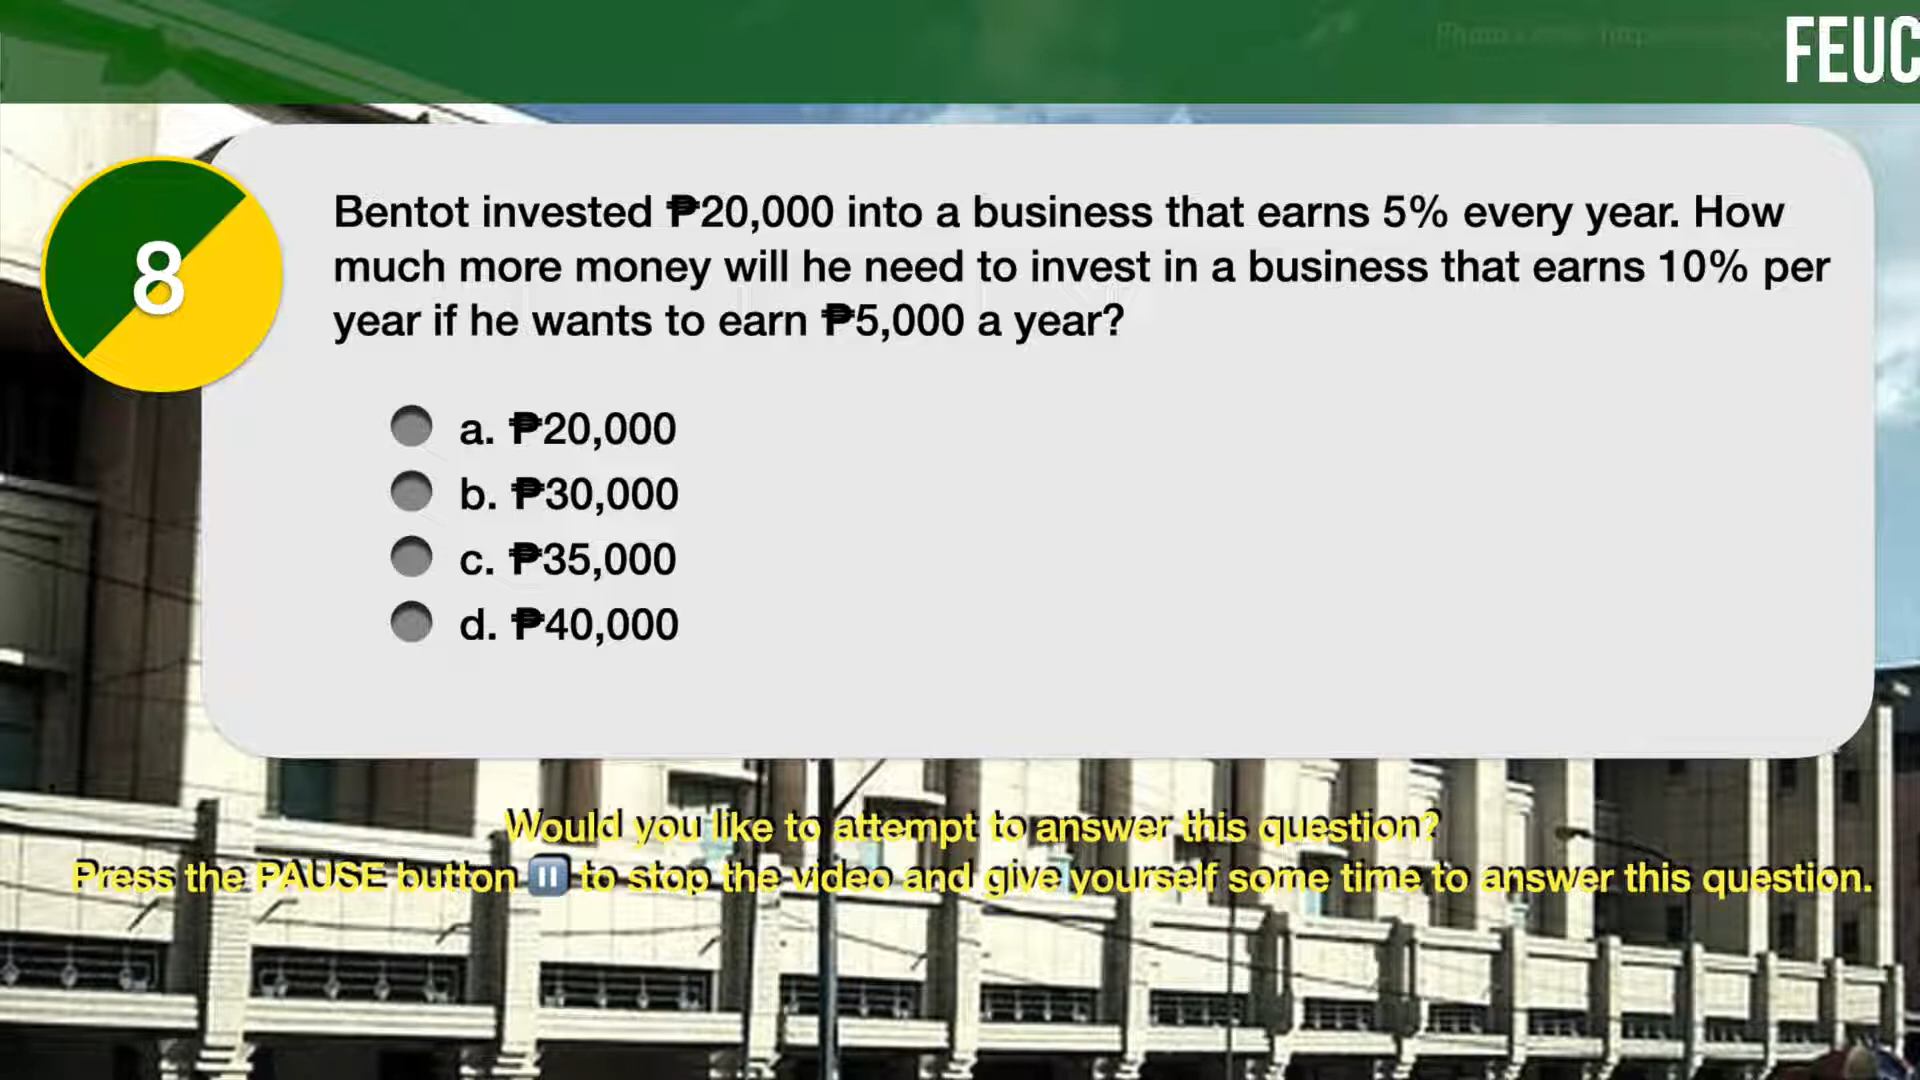 FEUC
8
Bentot invested ₱20,000 into a business that earns 5% every year. How
much more money will he need to invest in a business that earns 10% per
year if he wants to earn ₱5,000 a year?
a. ₱20,000
b. ₱30,000
c. ₱35,000
d. ₱40,000
Would you like to attempt to answer this question?
Press the PAUSE button ⏸ to stop the video and give yourself some time to answer this question.